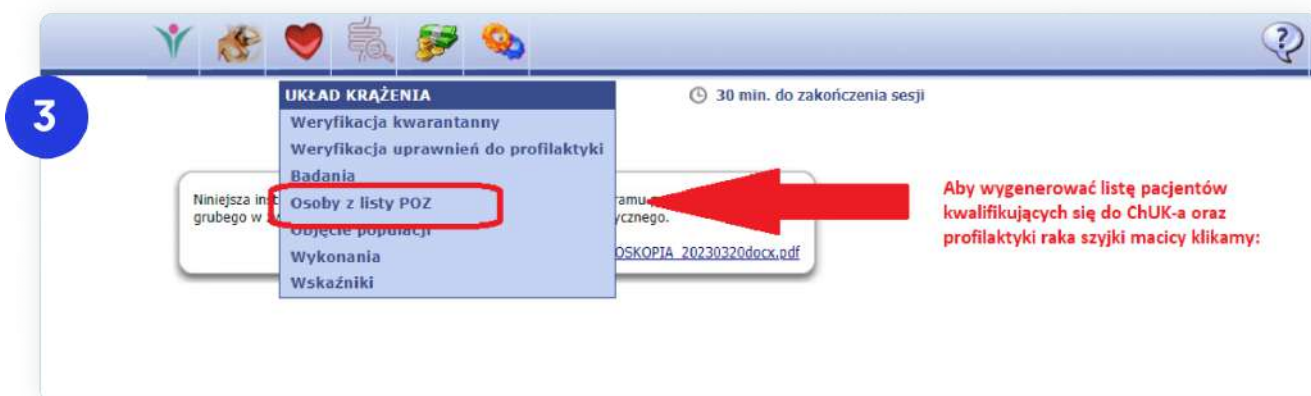 3
UKŁAD KRĄŻENIA
30 min. do zakończenia sesji
Weryfikacja kwarantanny
Weryfikacja uprawnień do profilaktyki
Badania
Osoby z listy POZ
Objęcie populacji
Wykonania
Wskaźniki
Niniejsza
ramu
grubego w
ycznego.
OSKOPIA_20230320docx.pdf
Aby wygenerować listę pacjentów
kwalifikujących się do ChUK-a oraz
profilaktyki raka szyjki macicy klikamy: